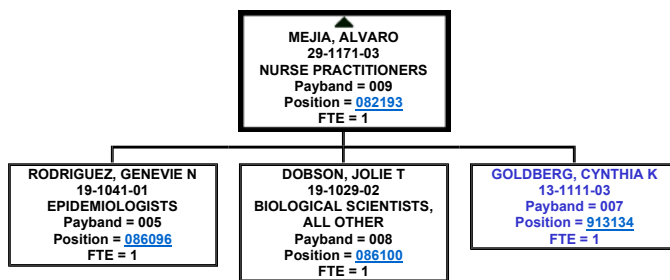 MEJIA, ALVARO
29-1171-03
NURSE PRACTITIONERS
Payband = 009
Position = 082193
FTE = 1
RODRIGUEZ, GENEVIE N
19-1041-01
EPIDEMIOLOGISTS
Payband = 005
Position = 086096
FTE = 1
DOBSON, JOLIE T
19-1029-02
BIOLOGICAL SCIENTISTS,
ALL OTHER
Payband = 008
Position = 086100
FTE = 1
GOLDBERG, CYNTHIA K
13-1111-03
Payband = 007
Position = 913134
FTE = 1